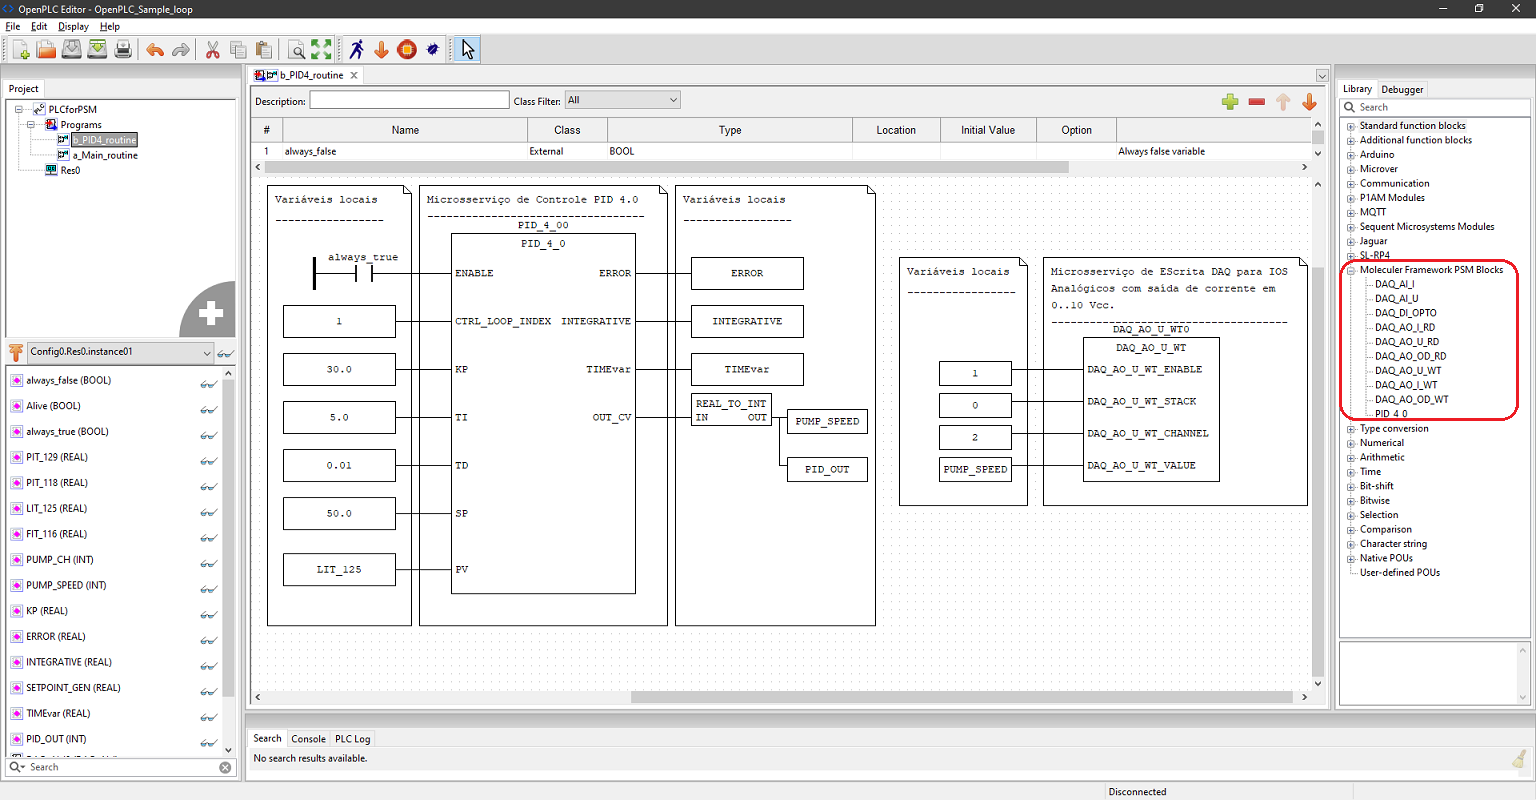 OpenPLC Editor - OpenPLC_Sample_loop
File Edit Display Help
Project
PLCforPSM
Programs
b_PID4_routine
a_Main_routine
Res0
Config0.Res0.instance01
always_false (BOOL)
Alive (BOOL)
always_true (BOOL)
PIT_129 (REAL)
PIT_118 (REAL)
LIT_125 (REAL)
FIT_116 (REAL)
PUMP_CH (INT)
PUMP_SPEED (INT)
KP (REAL)
ERROR (REAL)
INTEGRATIVE (REAL)
SETPOINT_GEN (REAL)
TIMEvar (REAL)
PID_OUT (INT)
Search
b_PID4_routine
Description: Class Filter: All
# Name Class Type Location Initial Value Option
1 always_false External BOOL Always false variable
Variáveis locais
-----------------
always_true
1
30.0
5.0
0.01
50.0
LIT_125
Microsserviço de Controle PID 4.0
----------------------------------
PID_4_00
PID_4_0
ENABLE ERROR
CTRL_LOOP_INDEX INTEGRATIVE
KP TIMEvar
TI OUT_CV
TD
SP
PV
Variáveis locais
-----------------
ERROR
INTEGRATIVE
TIMEvar
REAL_TO_INT
IN OUT
PUMP_SPEED
PID_OUT
Variáveis locais
-----------------
1
0
2
PUMP_SPEED
Microsserviço de EScrita DAQ para IOS
Analógicos com saída de corrente em
0..10 Vcc.
-------------------------------------
DAQ_AO_U_WT0
DAQ_AO_U_WT
DAQ_AO_U_WT_ENABLE
DAQ_AO_U_WT_STACK
DAQ_AO_U_WT_CHANNEL
DAQ_AO_U_WT_VALUE
Library Debugger
Search
Standard function blocks
Additional function blocks
Arduino
Microver
Communication
P1AM Modules
MQTT
Sequent Microsystems Modules
Jaguar
SL-RP4
Moleculer Framework PSM Blocks
DAQ_AI_I
DAQ_AI_U
DAQ_DI_OPTO
DAQ_AO_I_RD
DAQ_AO_U_RD
DAQ_AO_OD_RD
DAQ_AO_U_WT
DAQ_AO_I_WT
DAQ_AO_OD_WT
PID_4_0
Type conversion
Numerical
Arithmetic
Time
Bit-shift
Bitwise
Selection
Comparison
Character string
Native POUs
User-defined POUs
Search Console PLC Log
No search results available.
Disconnected